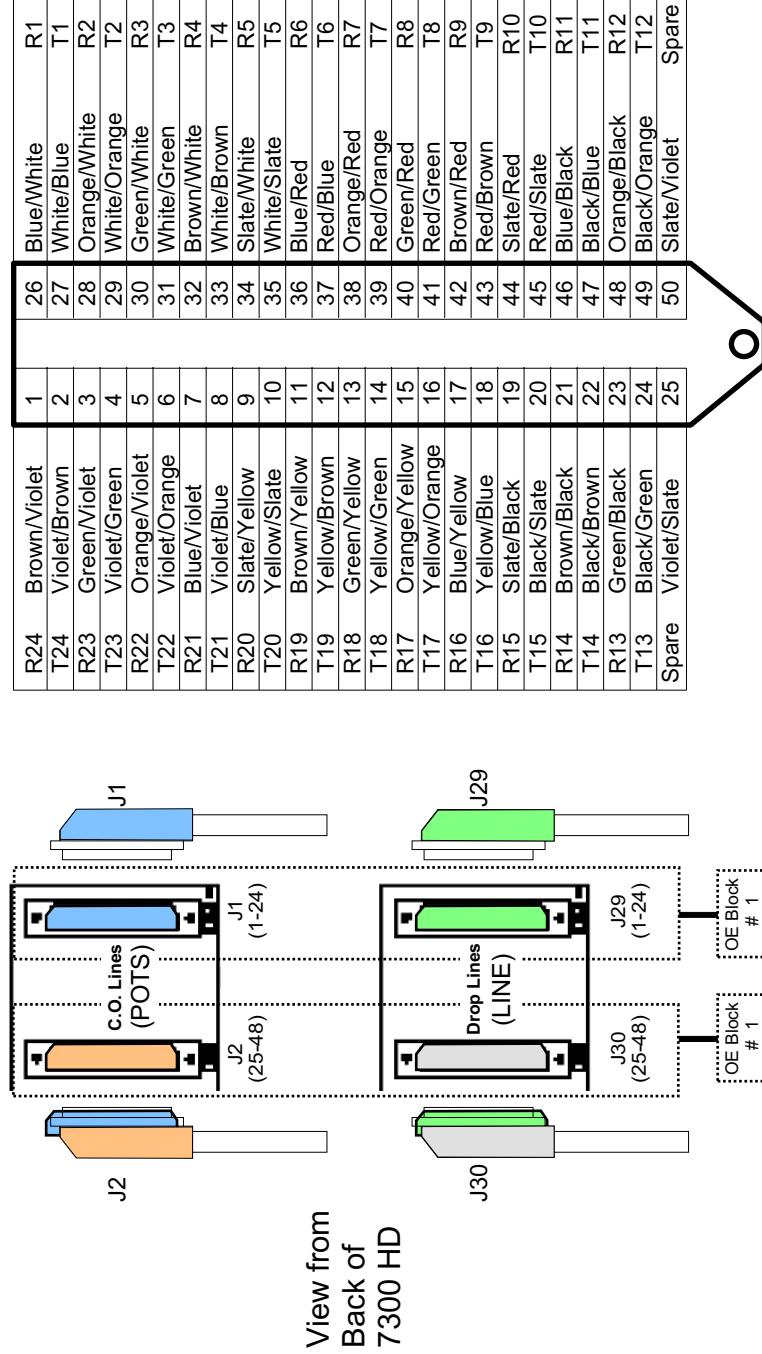 R24 Brown/Violet 1 26 Blue/White R1
T24 Violet/Brown 2 27 White/Blue T1
R23 Green/Violet 3 28 Orange/White R2
T23 Violet/Green 4 29 White/Orange T2
R22 Orange/Violet 5 30 Green/White R3
T22 Violet/Orange 6 31 White/Green T3
R21 Blue/Violet 7 32 Brown/White R4
T21 Violet/Blue 8 33 White/Brown T4
R20 Slate/Yellow 9 34 Slate/White R5
T20 Yellow/Slate 10 35 White/Slate T5
R19 Brown/Yellow 11 36 Blue/Red R6
T19 Yellow/Brown 12 37 Red/Blue T6
R18 Green/Yellow 13 38 Orange/Red R7
T18 Yellow/Green 14 39 Red/Orange T7
R17 Orange/Yellow 15 40 Green/Red R8
T17 Yellow/Orange 16 41 Red/Green T8
R16 Blue/Yellow 17 42 Brown/Red R9
T16 Yellow/Blue 18 43 Red/Brown T9
R15 Slate/Black 19 44 Slate/Red R10
T15 Black/Slate 20 45 Red/Slate T10
R14 Brown/Black 21 46 Blue/Black R11
T14 Black/Brown 22 47 Black/Blue T11
R13 Green/Black 23 48 Orange/Black R12
T13 Black/Green 24 49 Black/Orange T12
Spare Violet/Slate 25 50 Slate/Violet Spare
View from
Back of
7300 HD
J2
C.O. Lines
(POTS)
J1
J2
(25-48)
J1
(1-24)
J30
Drop Lines
(LINE)
J29
J30
(25-48)
J29
(1-24)
OE Block
# 1
OE Block
# 1